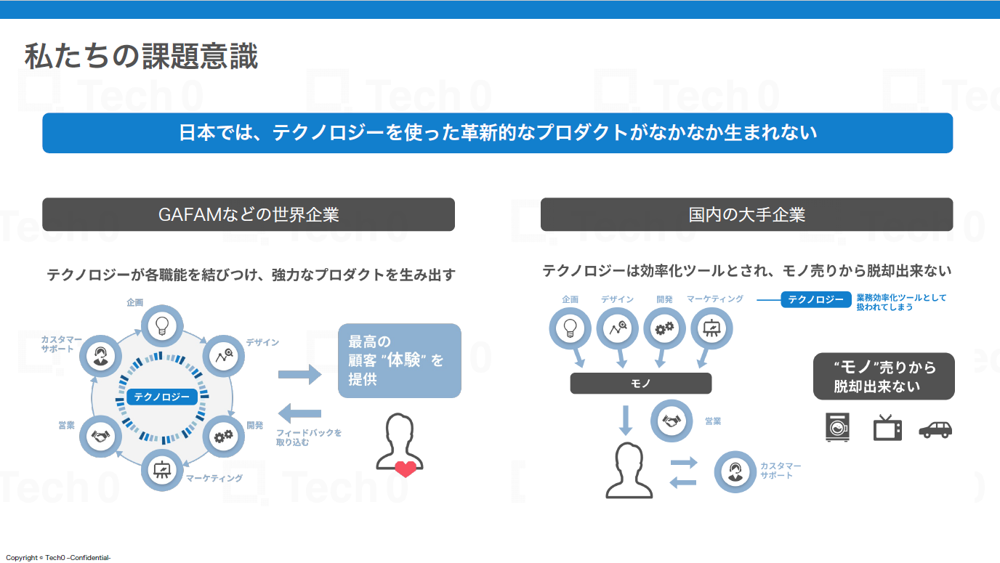 私たちの課題意識
日本では、テクノロジーを使った革新的なプロダクトがなかなか生まれない
GAFAMなどの世界企業
テクノロジーが各職能を結びつけ、強力なプロダクトを生み出す
企画
カスタマー
サポート
デザイン
テクノロジー
営業
開発
マーケティング
最高の
顧客 ”体験” を
提供
フィードバックを
取り込む
国内の大手企業
テクノロジーは効率化ツールとされ、モノ売りから脱却出来ない
企画
デザイン
開発
マーケティング
テクノロジー
業務効率化ツールとして
扱われてしまう
モノ
営業
カスタマー
サポート
“モノ”売りから
脱却出来ない
Copyright © Tech0 –Confidential-
Tech0